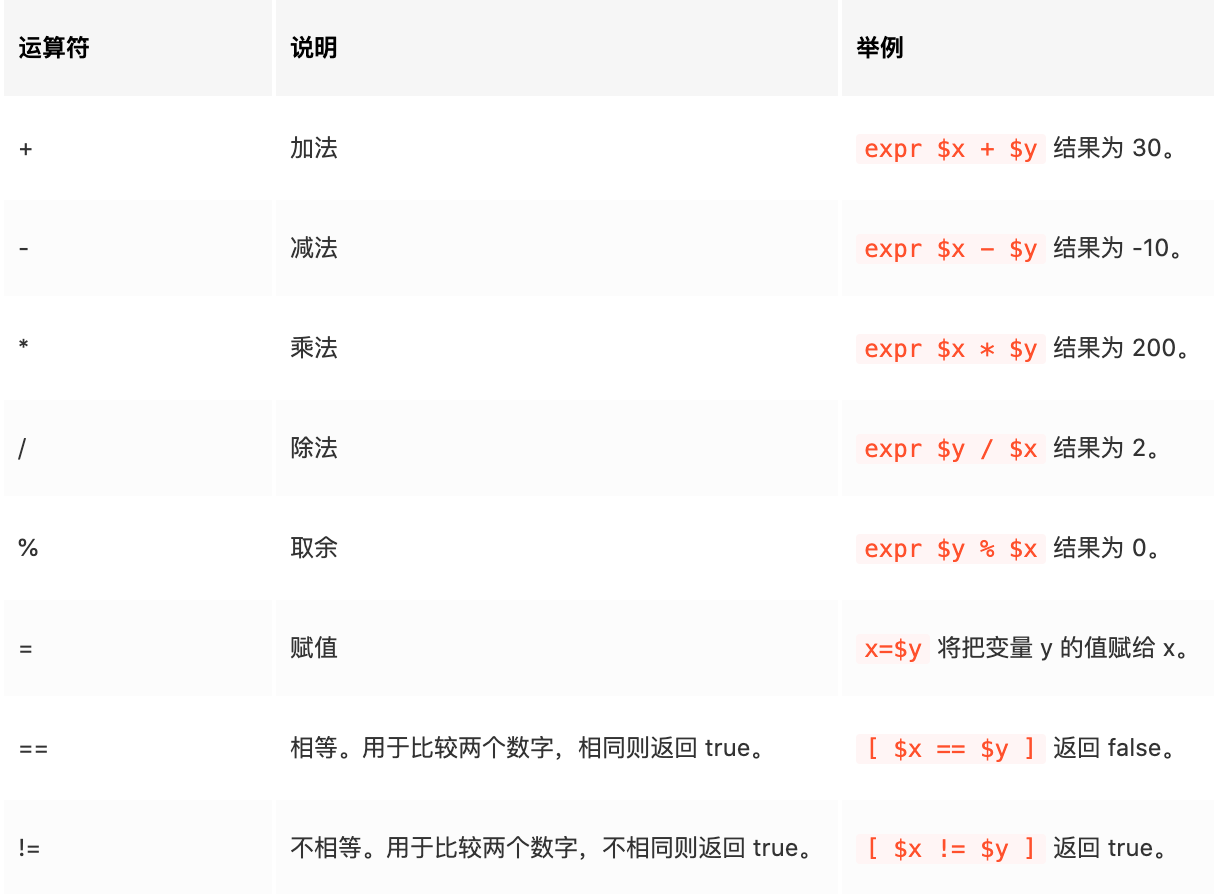 运算符 说明 举例
+ 加法 expr $x + $y 结果为 30。
- 减法 expr $x - $y 结果为 -10。
* 乘法 expr $x * $y 结果为 200。
/ 除法 expr $y / $x 结果为 2。
% 取余 expr $y % $x 结果为 0。
= 赋值 x=$y 将把变量 y 的值赋给 x。
== 相等。用于比较两个数字，相同则返回 true。 [ $x == $y ] 返回 false。
!= 不相等。用于比较两个数字，不相同则返回 true。 [ $x != $y ] 返回 true。